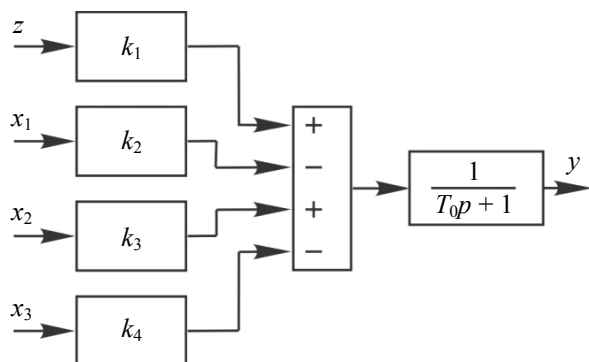 z
k₁
x₁
k₂
x₂
k₃
x₃
k₄
+
−
+
−
1
T₀p + 1
y